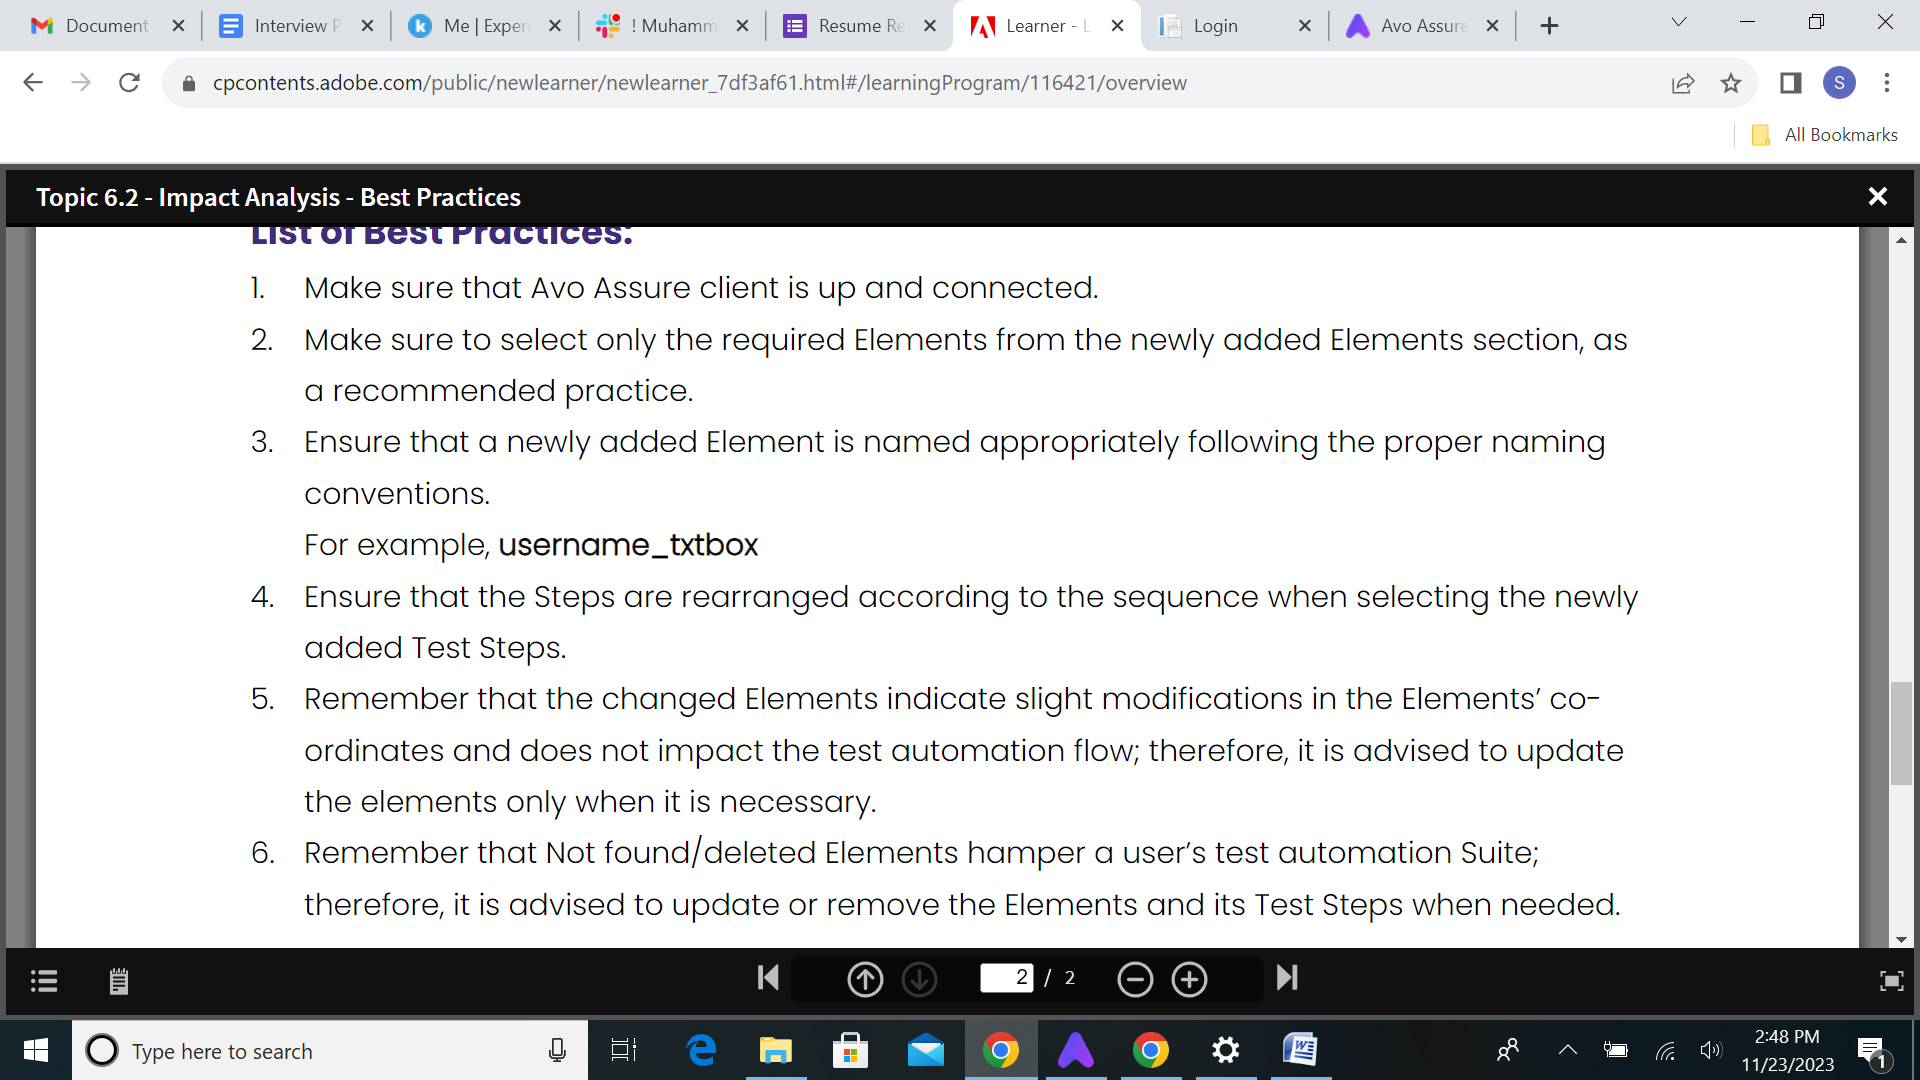 Document
Interview P
Me | Expen
! Muhamm
Resume Re
Learner - L
Login
Avo Assure
cpcontents.adobe.com/public/newlearner/newlearner_7df3af61.html#/learningProgram/116421/overview
S
All Bookmarks
Topic 6.2 - Impact Analysis - Best Practices
List of Best Practices:
1. Make sure that Avo Assure client is up and connected.
2. Make sure to select only the required Elements from the newly added Elements section, as
a recommended practice.
3. Ensure that a newly added Element is named appropriately following the proper naming
conventions.
For example, username_txtbox
4. Ensure that the Steps are rearranged according to the sequence when selecting the newly
added Test Steps.
5. Remember that the changed Elements indicate slight modifications in the Elements’ co-
ordinates and does not impact the test automation flow; therefore, it is advised to update
the elements only when it is necessary.
6. Remember that Not found/deleted Elements hamper a user’s test automation Suite;
therefore, it is advised to update or remove the Elements and its Test Steps when needed.
2 / 2
Type here to search
2:48 PM
11/23/2023
1